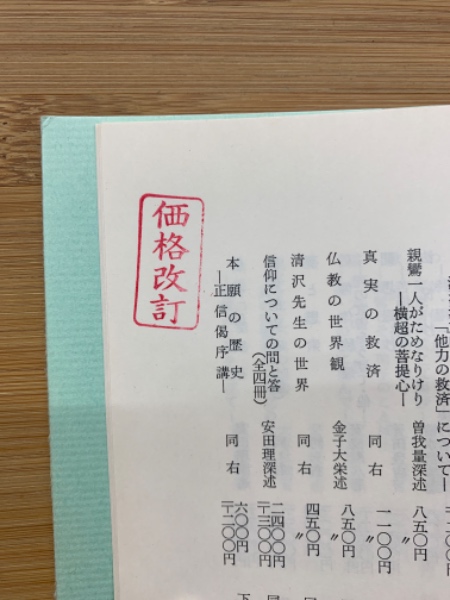 「他力の救済」について―
親鸞一人がためなりけり
―横超の菩提心―
曽我量深述
八五〇円
真実の救済
同右
一一〇〇円
仏教の世界観
金子大栄述
八五〇円
清沢先生の世界
同右
四五〇〃
信仰についての問と答
(全四冊)
安田理深述
二四〇〇円
〒三〇〇円
本願の歴史
―正信偈序講―
同右
六〇〇円
〒二〇〇円
価格改訂